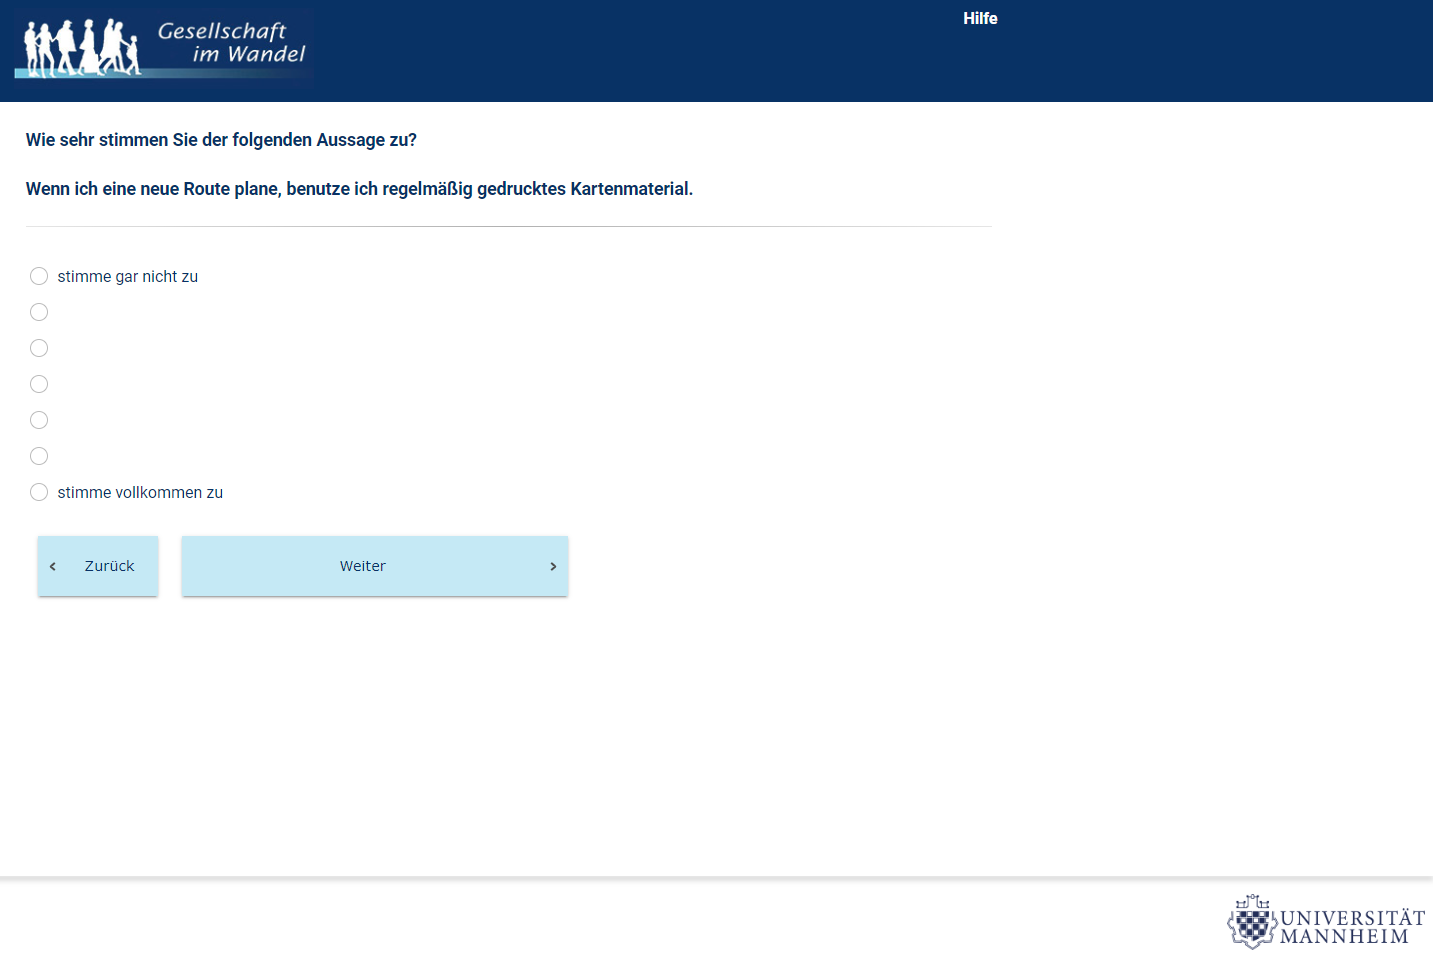 Gesellschaft
im Wandel
Hilfe
Wie sehr stimmen Sie der folgenden Aussage zu?
Wenn ich eine neue Route plane, benutze ich regelmäßig gedrucktes Kartenmaterial.
stimme gar nicht zu
stimme vollkommen zu
‹ Zurück
Weiter ›
UNIVERSITÄT
MANNHEIM